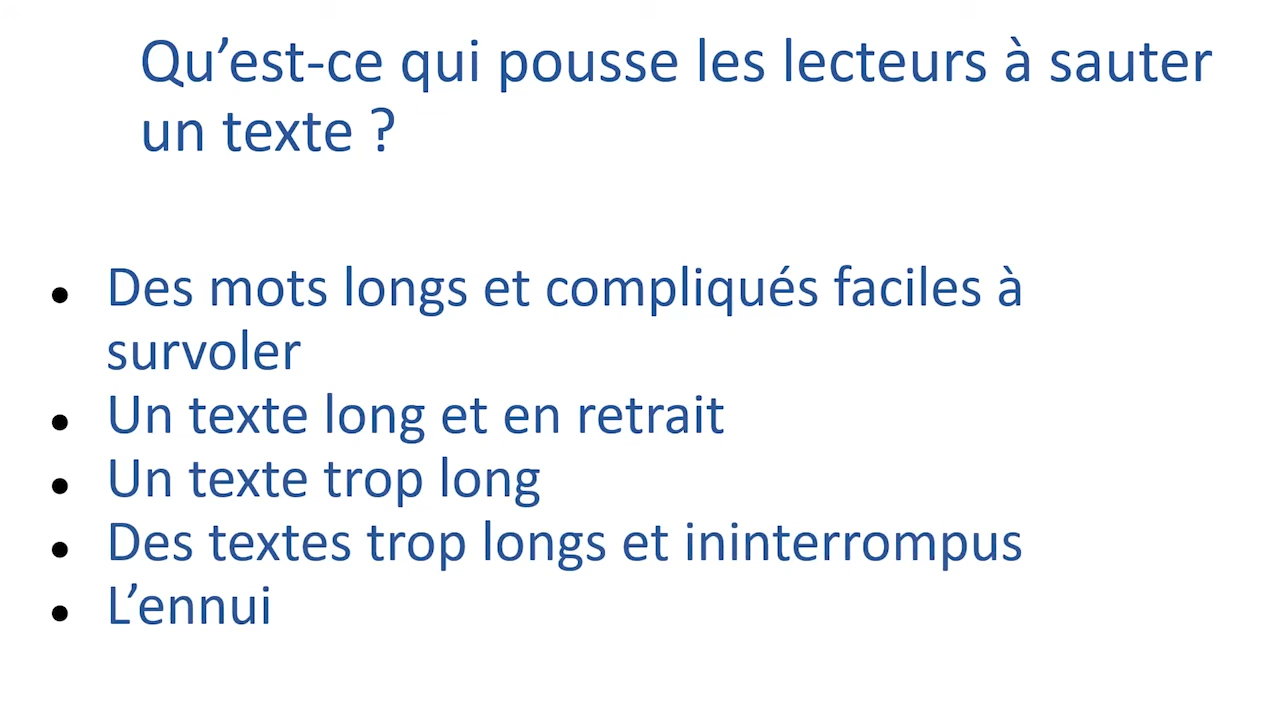 Qu’est-ce qui pousse les lecteurs à sauter
un texte ?
• Des mots longs et compliqués faciles à
survoler
• Un texte long et en retrait
• Un texte trop long
• Des textes trop longs et ininterrompus
• L’ennui